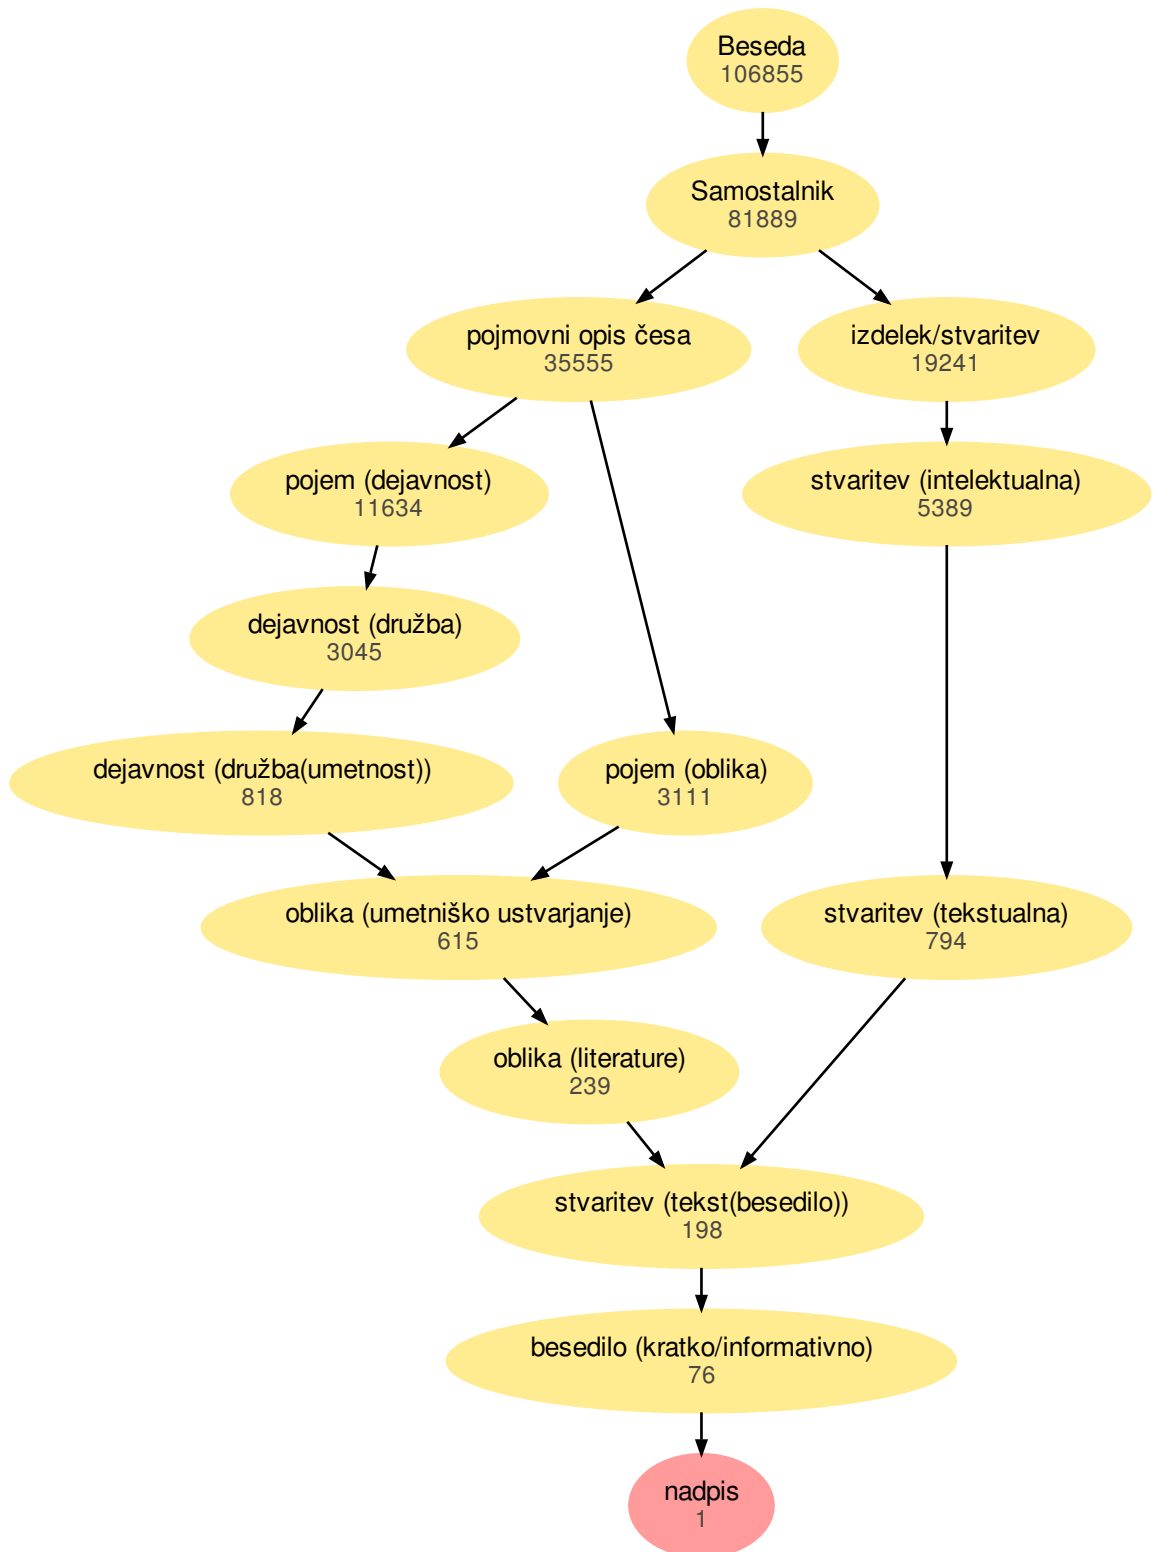 Beseda
106855
Samostalnik
81889
pojmovni opis česa
35555
izdelek/stvaritev
19241
pojem (dejavnost)
11634
stvaritev (intelektualna)
5389
dejavnost (družba)
3045
dejavnost (družba(umetnost))
818
pojem (oblika)
3111
oblika (umetniško ustvarjanje)
615
stvaritev (tekstualna)
794
oblika (literature)
239
stvaritev (tekst(besedilo))
198
besedilo (kratko/informativno)
76
nadpis
1